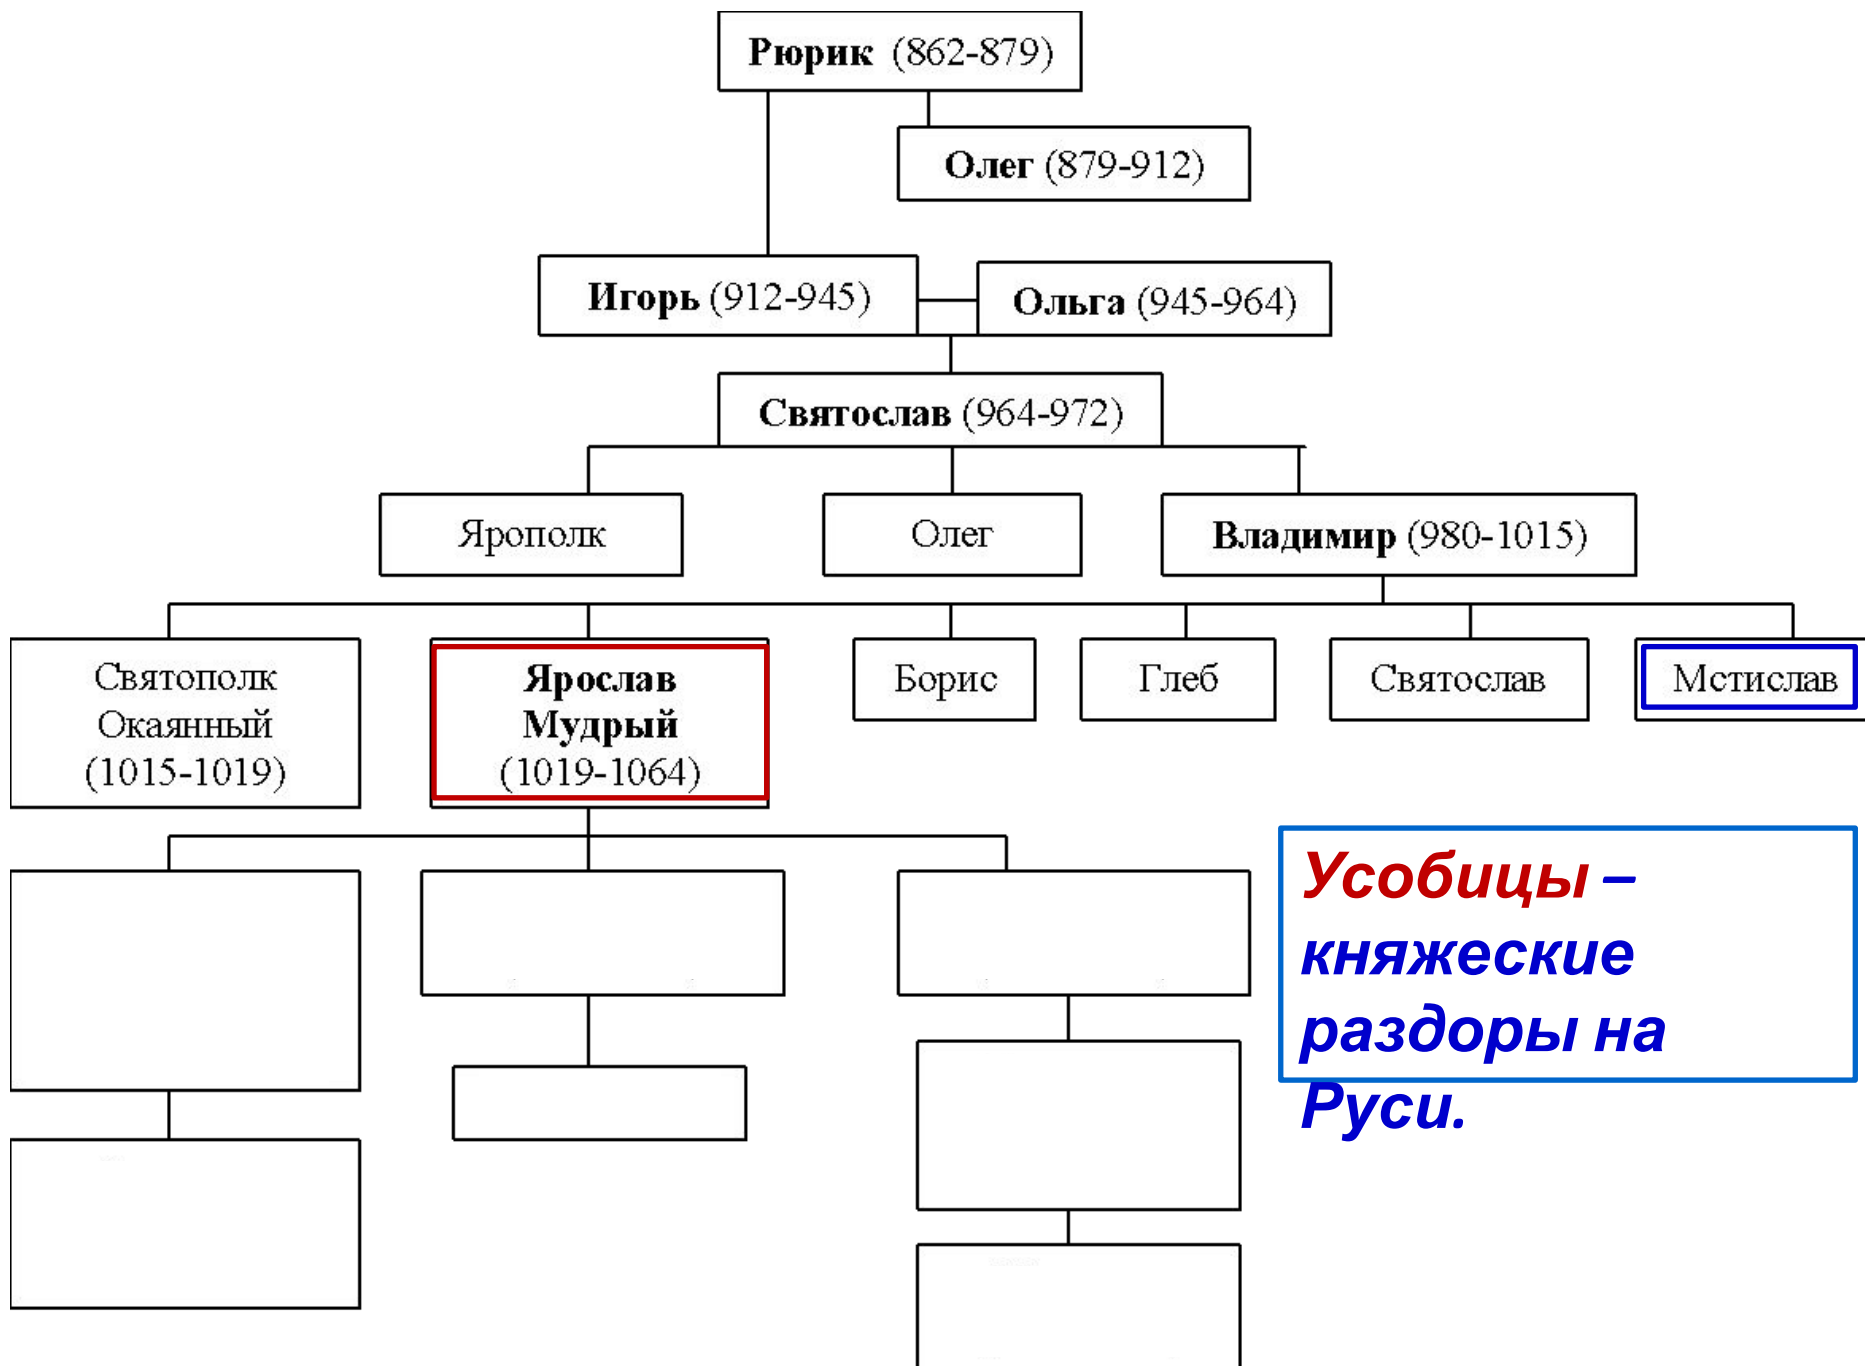 Рюрик (862-879)
Олег (879-912)
Игорь (912-945)
Ольга (945-964)
Святослав (964-972)
Ярополк
Олег
Владимир (980-1015)
Святополк
Окаянный
(1015-1019)
Ярослав
Мудрый
(1019-1064)
Борис
Глеб
Святослав
Мстислав
Усобицы –
княжеские
раздоры на
Руси.